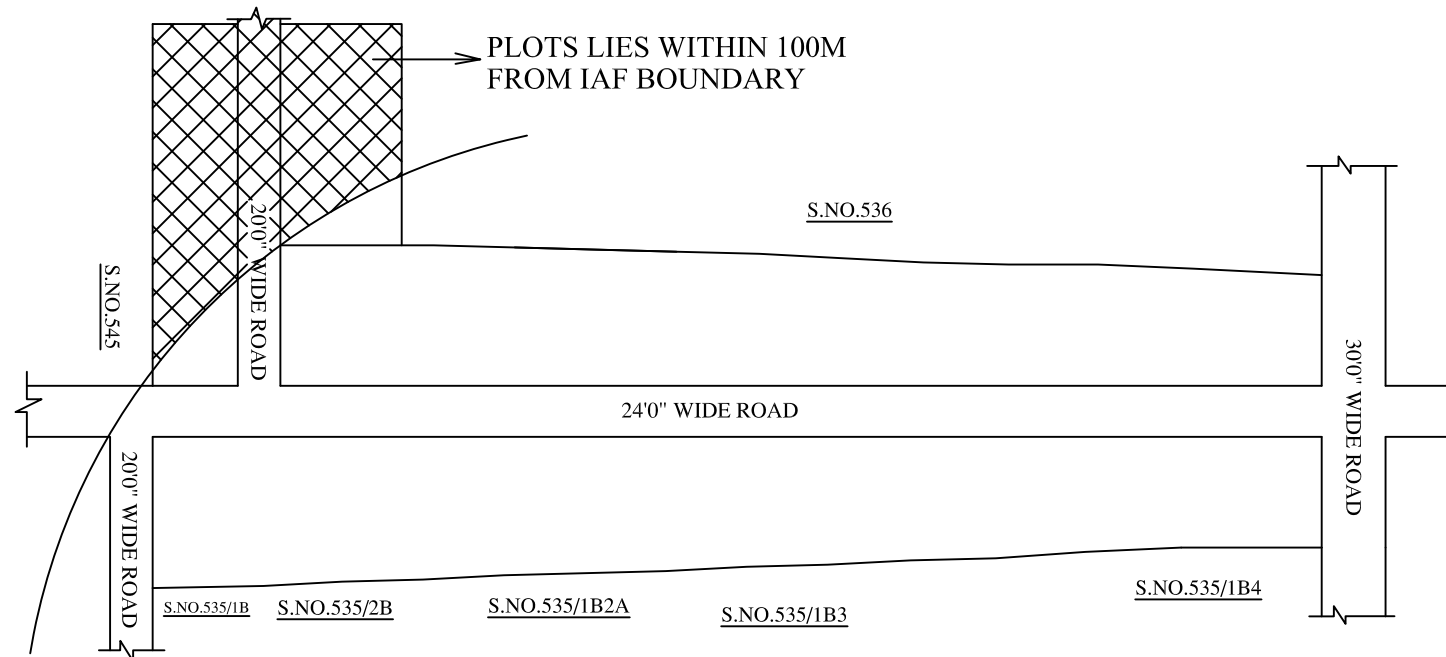 PLOTS LIES WITHIN 100M
FROM IAF BOUNDARY
S.NO.536
20'0" WIDE ROAD
S.NO.545
24'0" WIDE ROAD
30'0" WIDE ROAD
20'0" WIDE ROAD
S.NO.535/1B
S.NO.535/2B
S.NO.535/1B2A
S.NO.535/1B3
S.NO.535/1B4